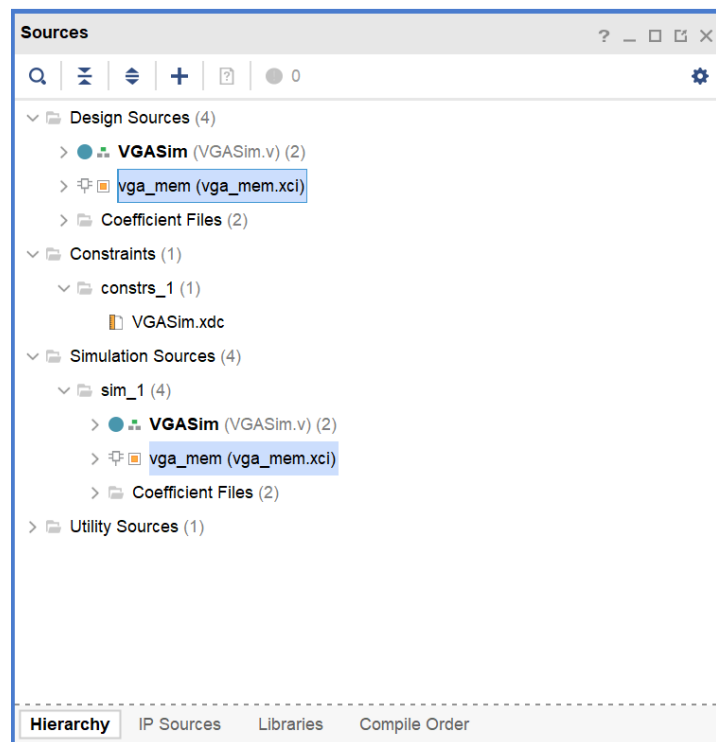 Sources
0
Design Sources (4)
VGASim (VGASim.v) (2)
vga_mem (vga_mem.xci)
Coefficient Files (2)
Constraints (1)
constrs_1 (1)
VGASim.xdc
Simulation Sources (4)
sim_1 (4)
VGASim (VGASim.v) (2)
vga_mem (vga_mem.xci)
Coefficient Files (2)
Utility Sources (1)
Hierarchy IP Sources Libraries Compile Order